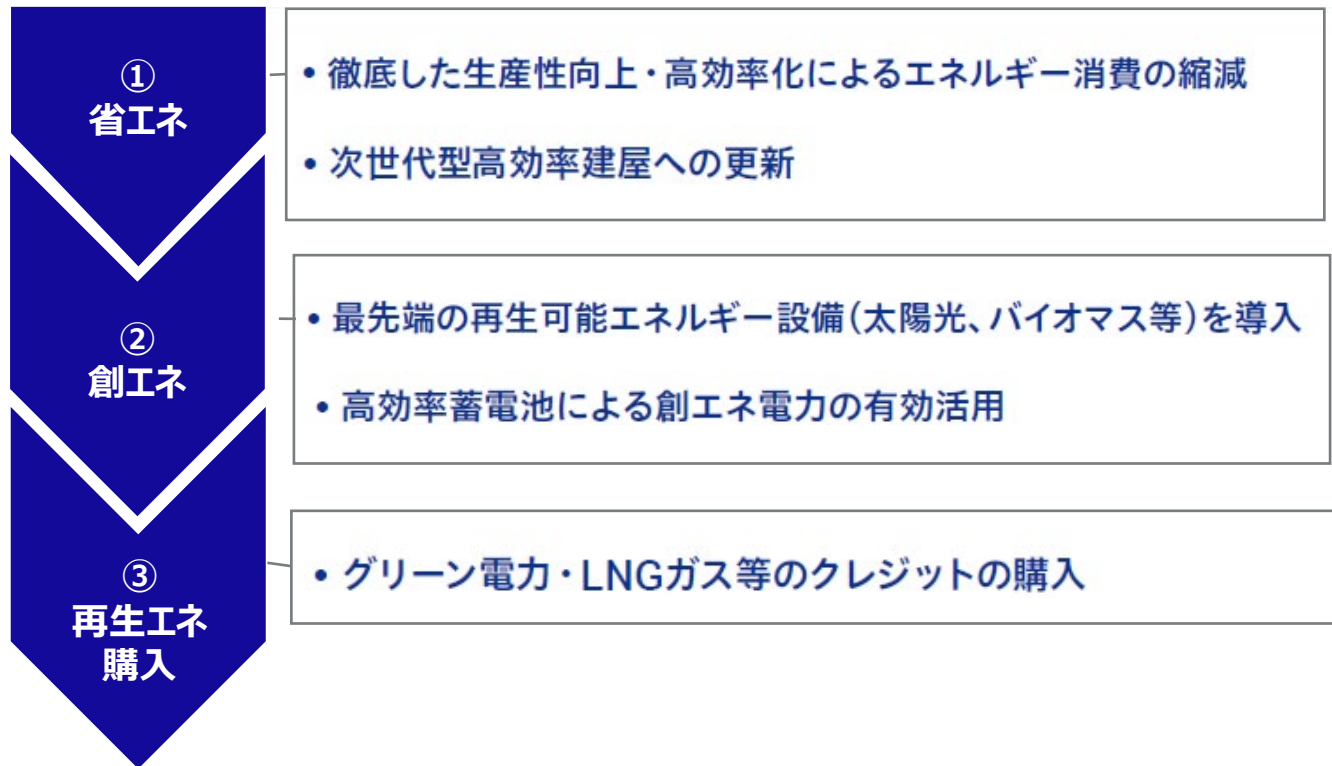 ①
省エネ
• 徹底した生産性向上・高効率化によるエネルギー消費の縮減
• 次世代型高効率建屋への更新
②
創エネ
• 最先端の再生可能エネルギー設備(太陽光、バイオマス等)を導入
• 高効率蓄電池による創エネ電力の有効活用
③
再生エネ
購入
• グリーン電力・LNGガス等のクレジットの購入